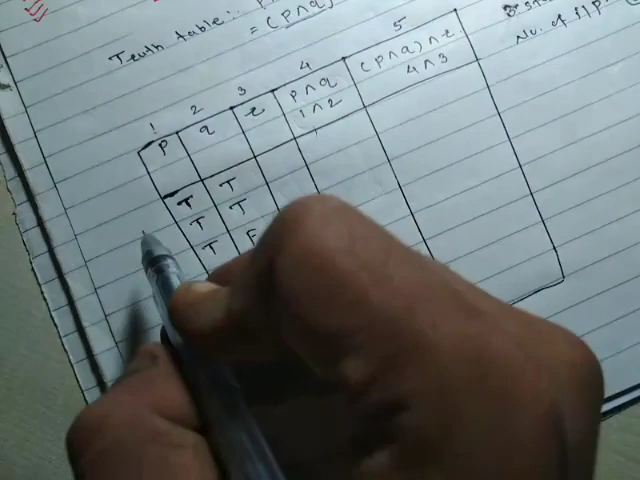 Truth table:
= (p∧q)
1 2 3 4 5
p q r p∧q (p∧q)∧r
1∧2 4∧3
T T
T T
T F
No. of i/p